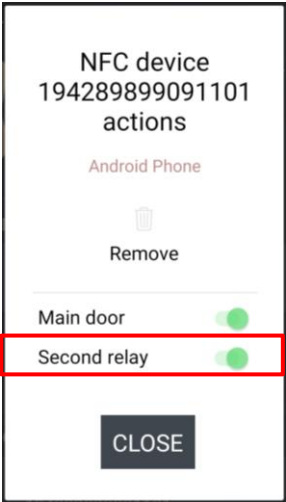 NFC device
194289899091101
actions
Android Phone
Remove
Main door
Second relay
CLOSE